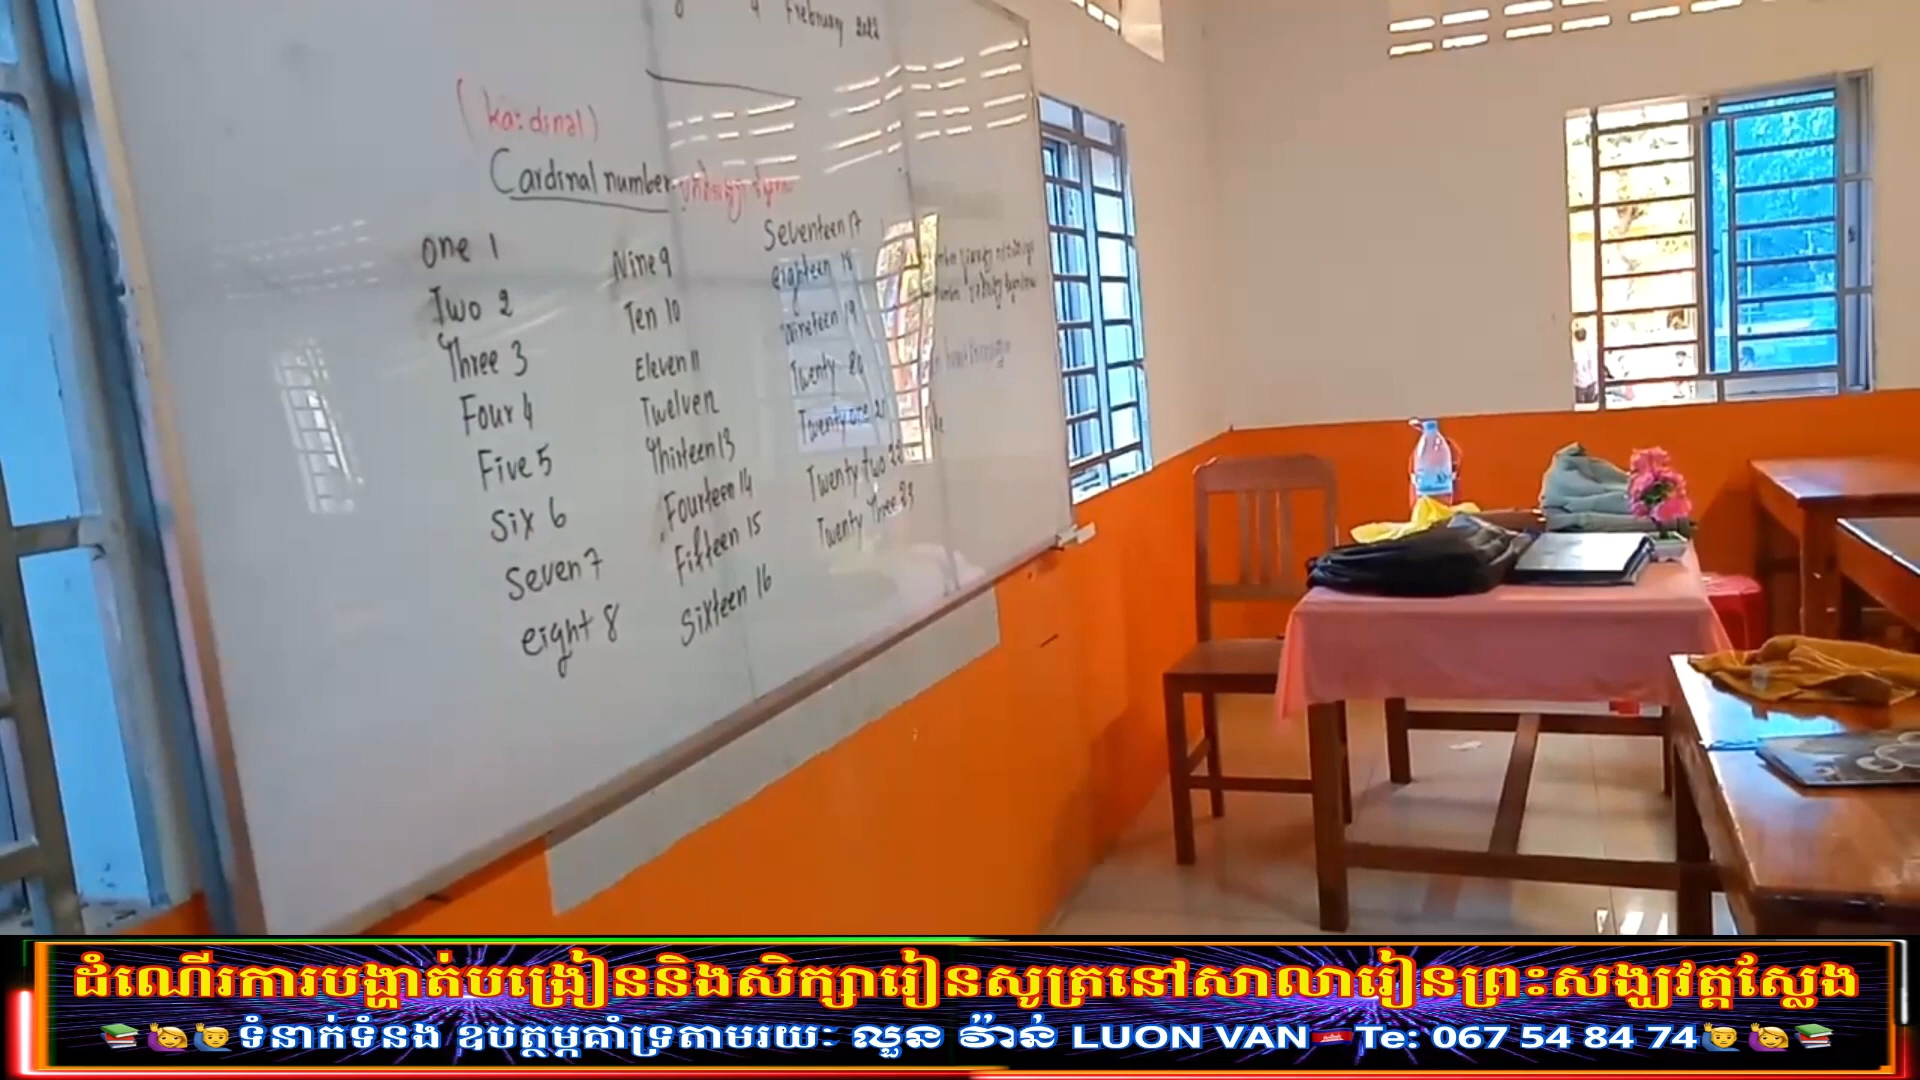 4 Frebruary 2022
(ka: dinəl)
Cardinal number
one 1
Two 2
Three 3
Four 4
Five 5
Six 6
Seven 7
eight 8
Nine 9
Ten 10
Eleven 11
Twelven
Thirteen 13
Fourteen 14
Fifteen 15
Sixteen 16
Seventeen 17
eighteen 18
Nineteen 19
Twenty 20
Twenty one 21
Twenty two 22
Twenty Three 23
ដំណើរការបង្ហាត់បង្រៀននិងសិក្សារៀនសូត្រនៅសាលារៀនព្រះសង្ឃវត្តស្លែង
📚🙋🙋‍♂️ទំនាក់ទំនង ឧបត្ថម្ភគាំទ្រតាមរយៈ លួន វ៉ាន់ LUON VAN🇰🇭Te: 067 54 84 74🙋‍♂️🙋📚